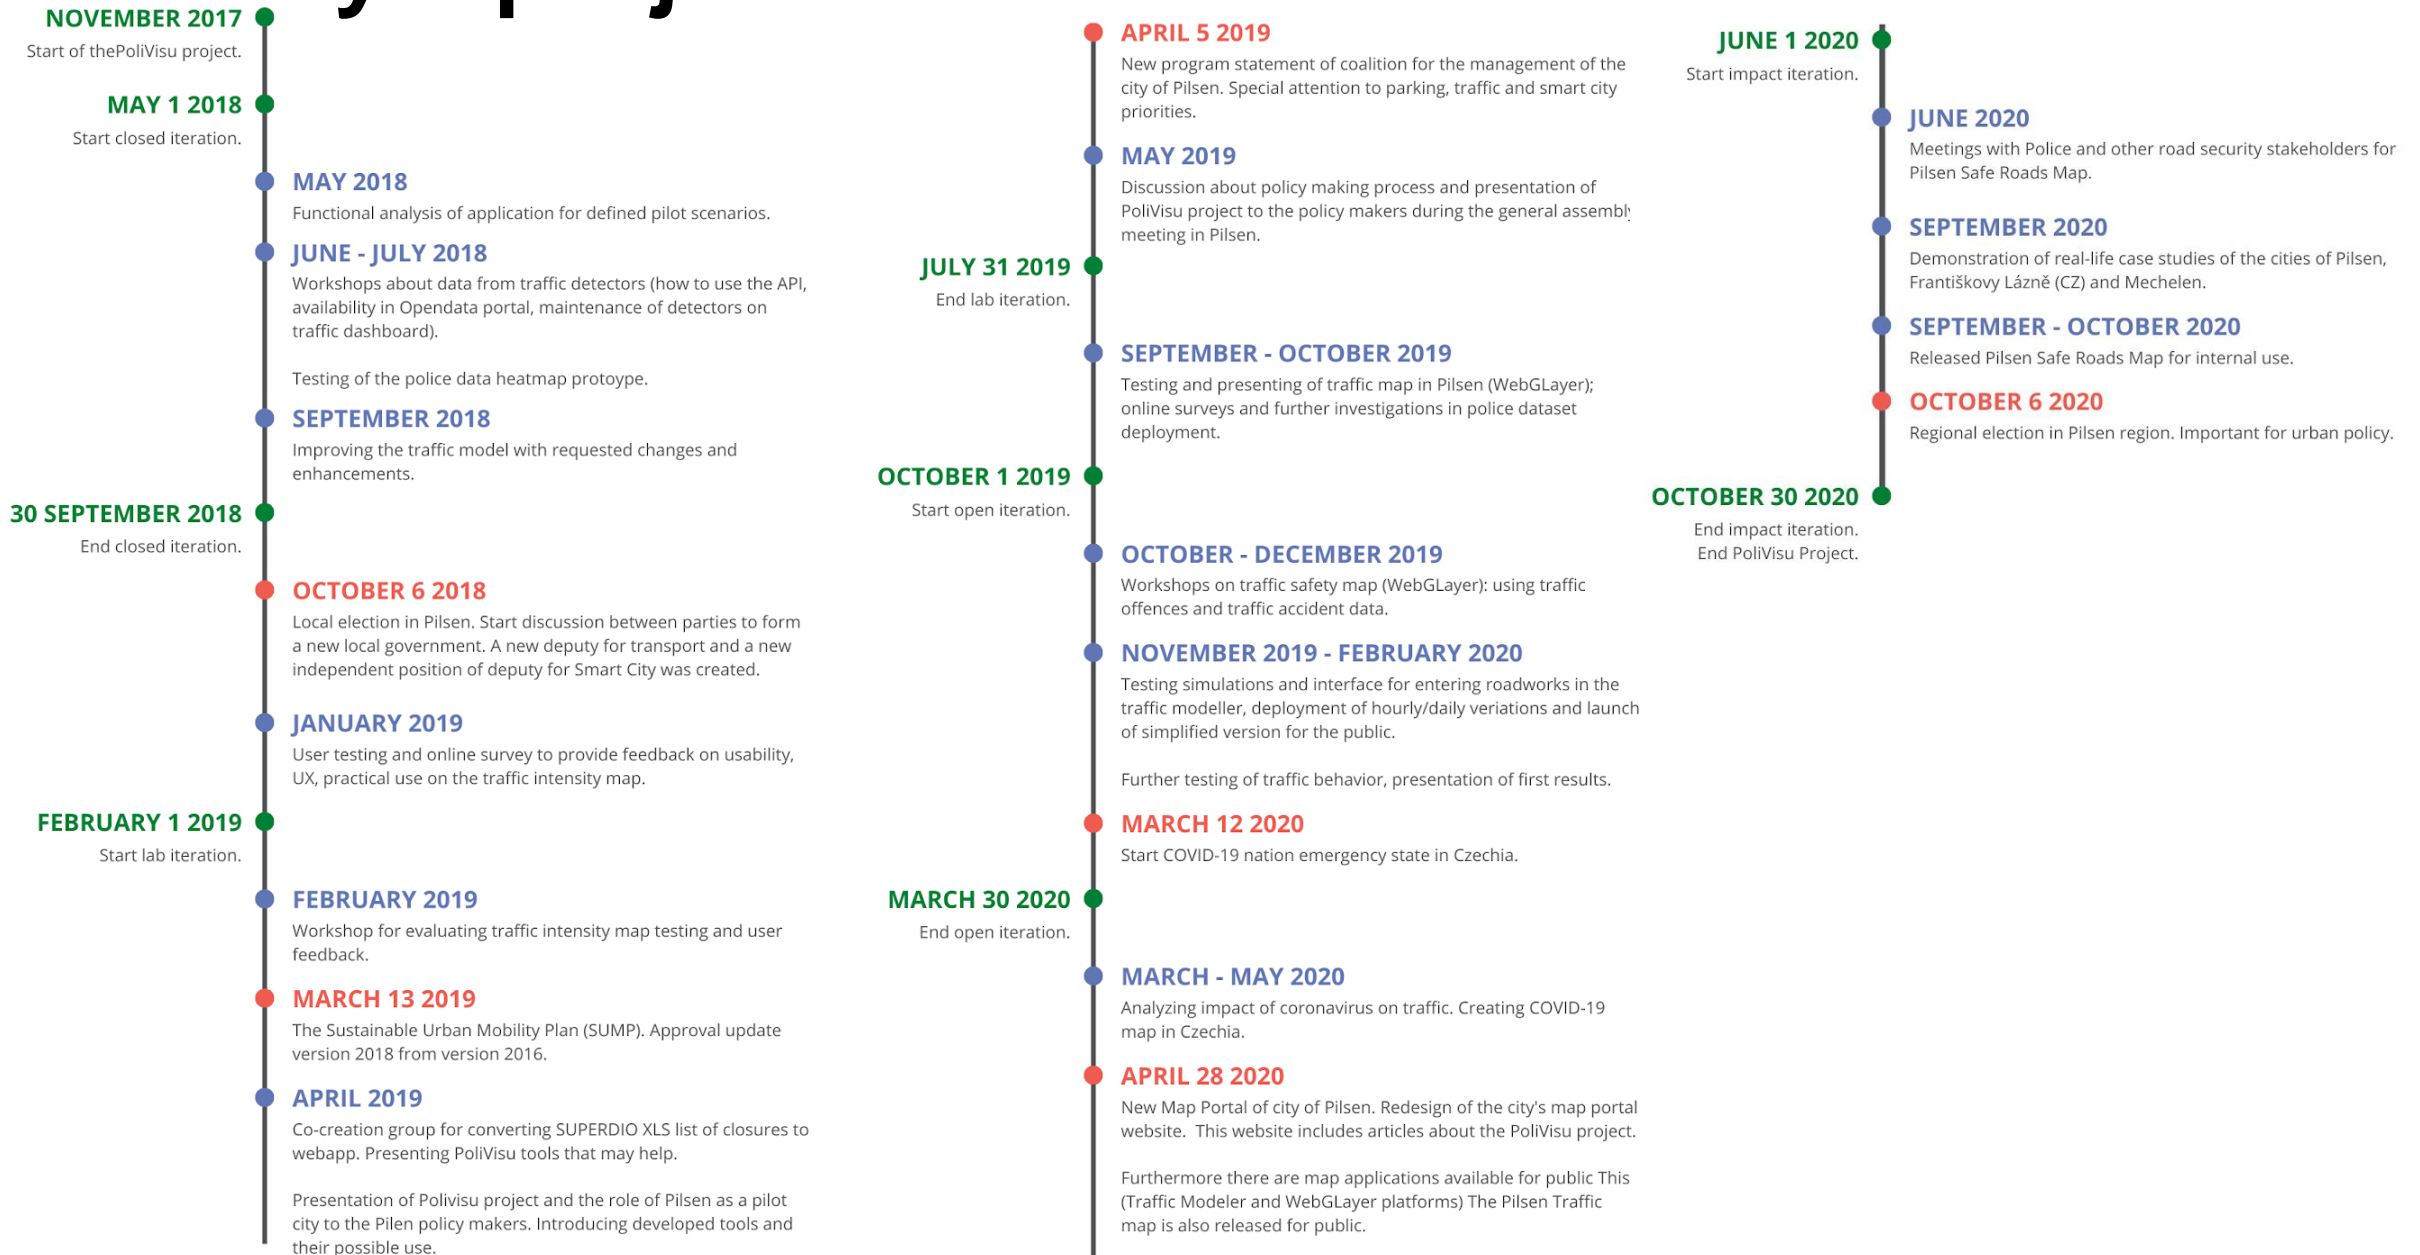 NOVEMBER 2017
Start of thePoliVisu project.
MAY 1 2018
Start closed iteration.
MAY 2018
Functional analysis of application for defined pilot scenarios.
JUNE - JULY 2018
Workshops about data from traffic detectors (how to use the API,
availability in Opendata portal, maintenance of detectors on
traffic dashboard).
Testing of the police data heatmap protoype.
SEPTEMBER 2018
Improving the traffic model with requested changes and
enhancements.
30 SEPTEMBER 2018
End closed iteration.
OCTOBER 6 2018
Local election in Pilsen. Start discussion between parties to form
a new local government. A new deputy for transport and a new
independent position of deputy for Smart City was created.
JANUARY 2019
User testing and online survey to provide feedback on usability,
UX, practical use on the traffic intensity map.
FEBRUARY 1 2019
Start lab iteration.
FEBRUARY 2019
Workshop for evaluating traffic intensity map testing and user
feedback.
MARCH 13 2019
The Sustainable Urban Mobility Plan (SUMP). Approval update
version 2018 from version 2016.
APRIL 2019
Co-creation group for converting SUPERDIO XLS list of closures to
webapp. Presenting PoliVisu tools that may help.
Presentation of Polivisu project and the role of Pilsen as a pilot
city to the Pilen policy makers. Introducing developed tools and
their possible use.
APRIL 5 2019
New program statement of coalition for the management of the
city of Pilsen. Special attention to parking, traffic and smart city
priorities.
MAY 2019
Discussion about policy making process and presentation of
PoliVisu project to the policy makers during the general assembly
meeting in Pilsen.
JULY 31 2019
End lab iteration.
SEPTEMBER - OCTOBER 2019
Testing and presenting of traffic map in Pilsen (WebGLayer);
online surveys and further investigations in police dataset
deployment.
OCTOBER 1 2019
Start open iteration.
OCTOBER - DECEMBER 2019
Workshops on traffic safety map (WebGLayer): using traffic
offences and traffic accident data.
NOVEMBER 2019 - FEBRUARY 2020
Testing simulations and interface for entering roadworks in the
traffic modeller, deployment of hourly/daily veriations and launch
of simplified version for the public.
Further testing of traffic behavior, presentation of first results.
MARCH 12 2020
Start COVID-19 nation emergency state in Czechia.
MARCH 30 2020
End open iteration.
MARCH - MAY 2020
Analyzing impact of coronavirus on traffic. Creating COVID-19
map in Czechia.
APRIL 28 2020
New Map Portal of city of Pilsen. Redesign of the city's map portal
website. This website includes articles about the PoliVisu project.
Furthermore there are map applications available for public This
(Traffic Modeler and WebGLayer platforms) The Pilsen Traffic
map is also released for public.
JUNE 1 2020
Start impact iteration.
JUNE 2020
Meetings with Police and other road security stakeholders for
Pilsen Safe Roads Map.
SEPTEMBER 2020
Demonstration of real-life case studies of the cities of Pilsen,
Františkovy Lázně (CZ) and Mechelen.
SEPTEMBER - OCTOBER 2020
Released Pilsen Safe Roads Map for internal use.
OCTOBER 6 2020
Regional election in Pilsen region. Important for urban policy.
OCTOBER 30 2020
End impact iteration.
End PoliVisu Project.